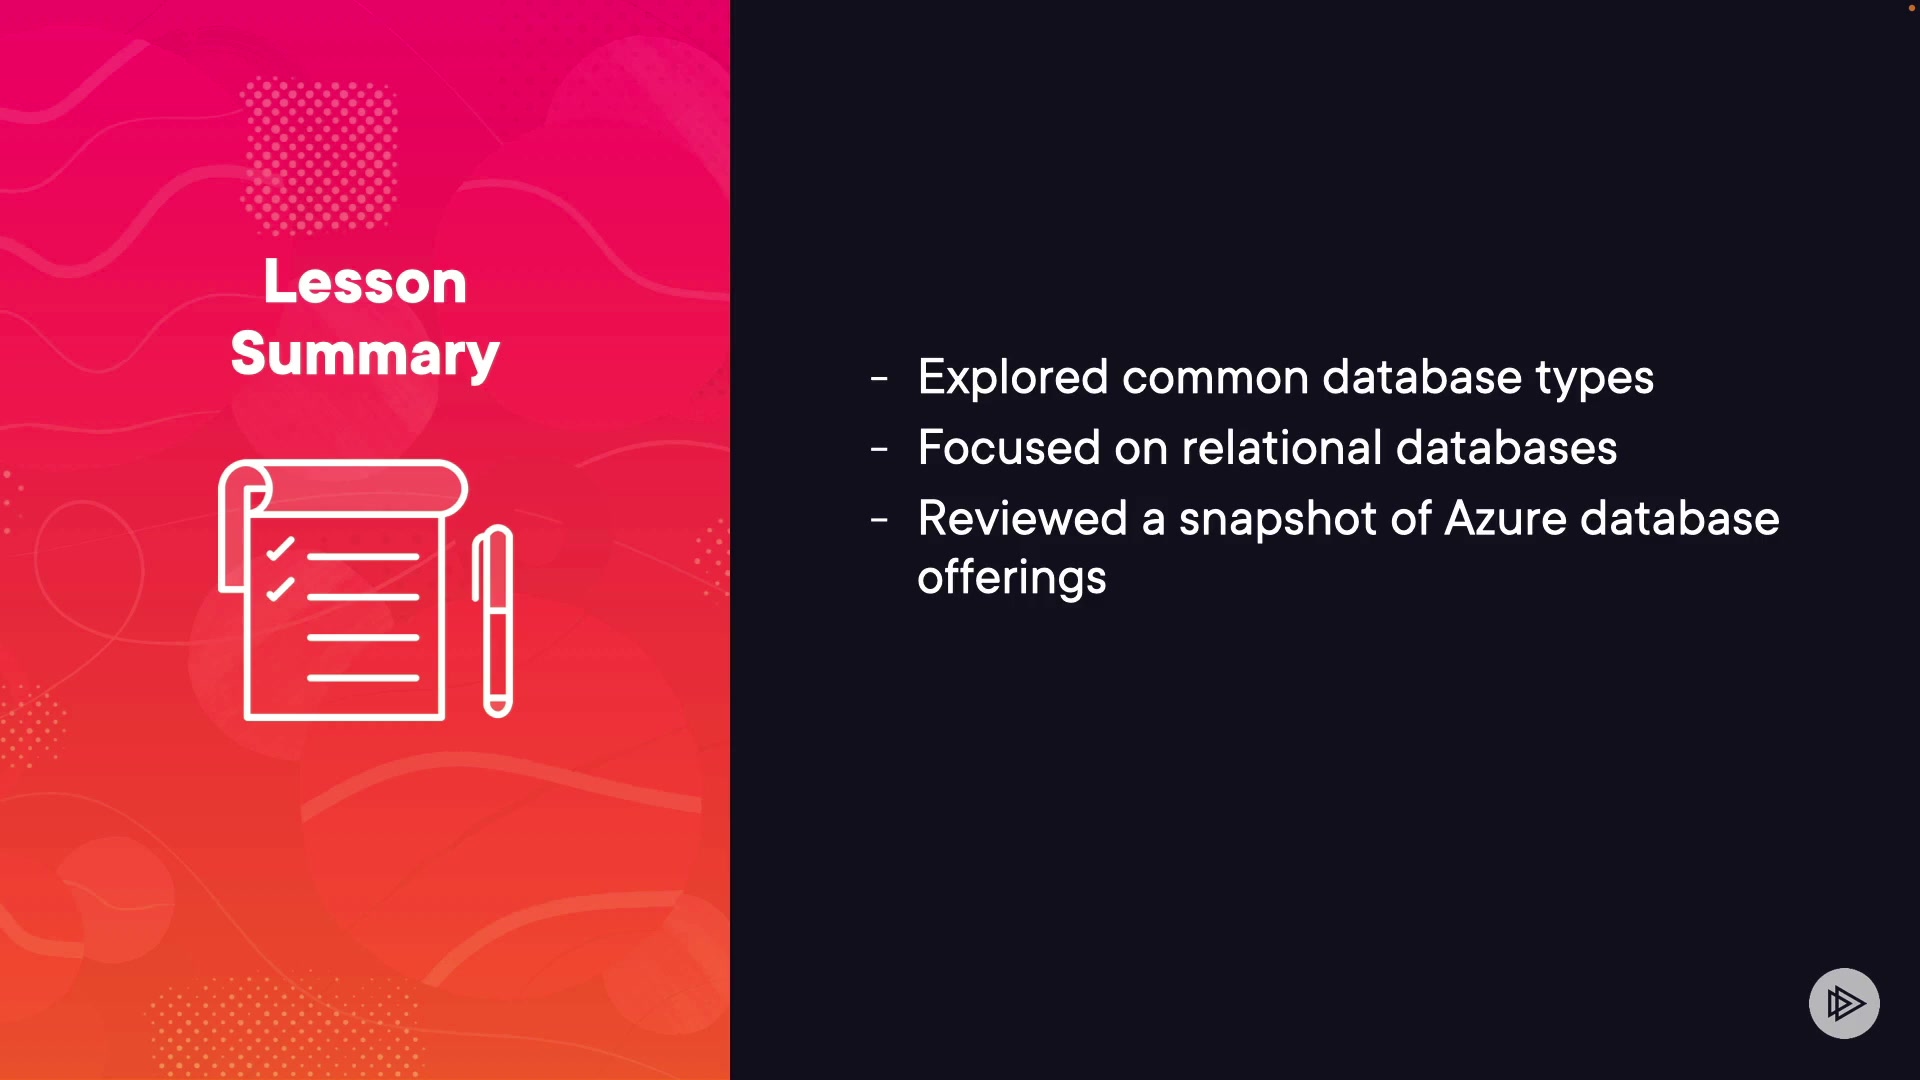 Lesson
Summary
- Explored common database types
- Focused on relational databases
- Reviewed a snapshot of Azure database
offerings